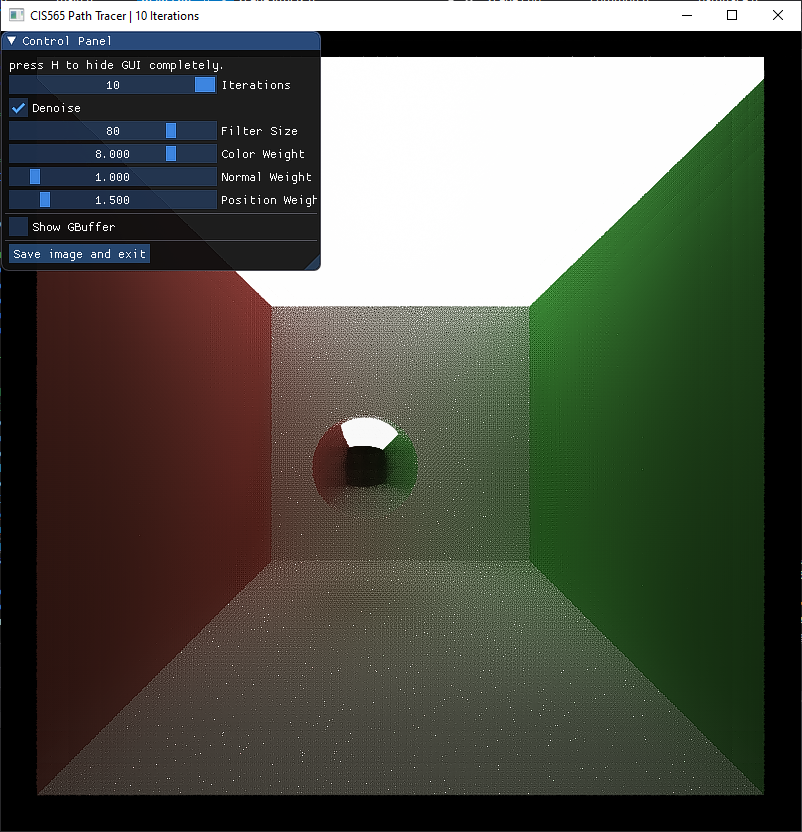 CIS565 Path Tracer | 10 Iterations
Control Panel
press H to hide GUI completely.
10 Iterations
Denoise
80 Filter Size
8.000 Color Weight
1.000 Normal Weight
1.500 Position Weigh
Show GBuffer
Save image and exit